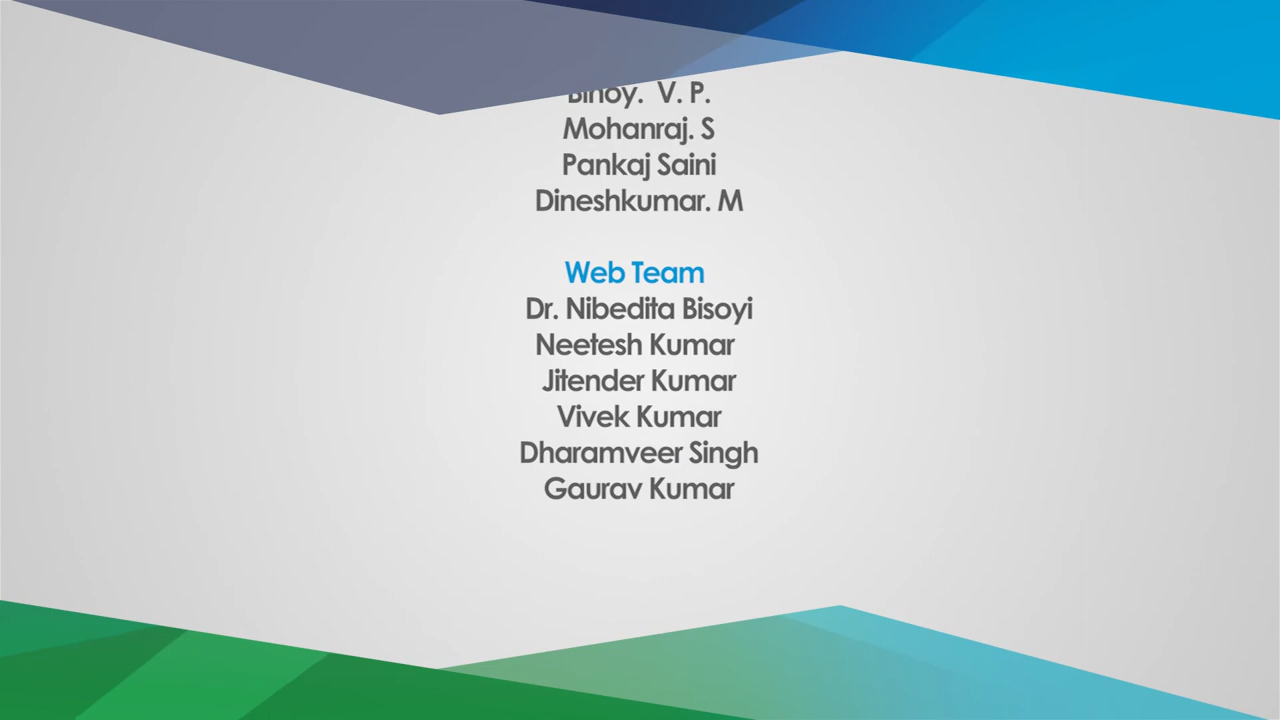 Binoy.  V. P.
Mohanraj. S
Pankaj Saini
Dineshkumar. M
Web Team
Dr. Nibedita Bisoyi
Neetesh Kumar
Jitender Kumar
Vivek Kumar
Dharamveer Singh
Gaurav Kumar